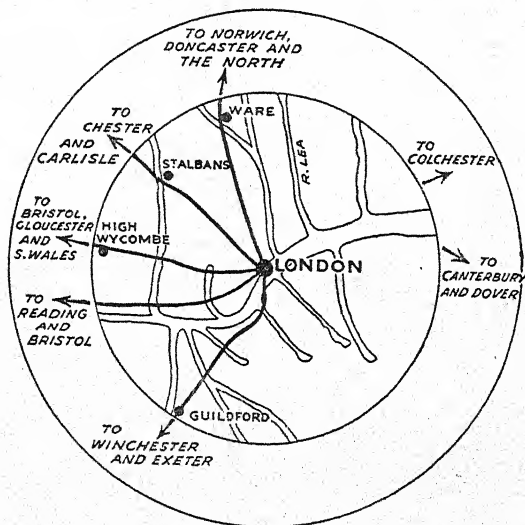 TO NORWICH,
DONCASTER AND
THE NORTH
WARE
TO
CHESTER
AND
CARLISLE
ST ALBANS
R. LEA
TO
COLCHESTER
TO
BRISTOL,
GLOUCESTER
AND
S. WALES
HIGH
WYCOMBE
LONDON
TO
CANTERBURY
AND DOVER
TO
READING
AND
BRISTOL
GUILDFORD
TO
WINCHESTER
AND EXETER